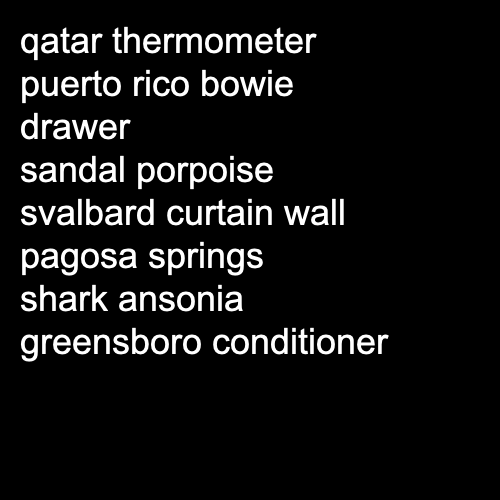 qatar thermometer
puerto rico bowie
drawer
sandal porpoise
svalbard curtain wall
pagosa springs
shark ansonia
greensboro conditioner